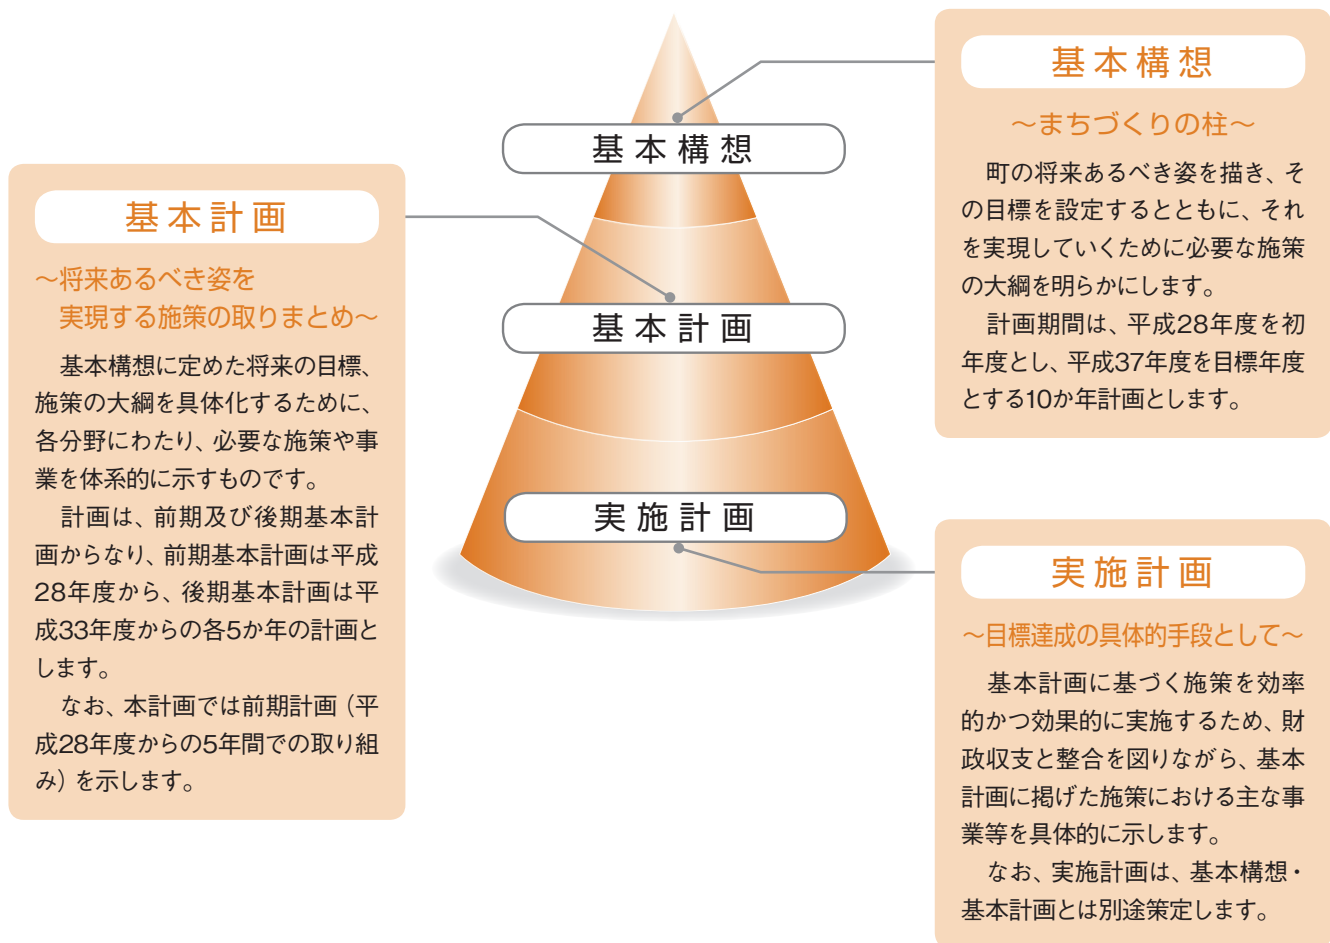 基本構想
基本計画
実施計画
基本構想
～まちづくりの柱～
　町の将来あるべき姿を描き、そ
の目標を設定するとともに、それ
を実現していくために必要な施策
の大綱を明らかにします。
　計画期間は、平成28年度を初
年度とし、平成37年度を目標年度
とする10か年計画とします。
基本計画
～将来あるべき姿を
　実現する施策の取りまとめ～
　基本構想に定めた将来の目標、
施策の大綱を具体化するために、
各分野にわたり、必要な施策や事
業を体系的に示すものです。
　計画は、前期及び後期基本計
画からなり、前期基本計画は平成
28年度から、後期基本計画は平
成33年度からの各5か年の計画と
します。
　なお、本計画では前期計画（平
成28年度からの5年間での取り組
み）を示します。
実施計画
～目標達成の具体的手段として～
　基本計画に基づく施策を効率
的かつ効果的に実施するため、財
政収支と整合を図りながら、基本
計画に掲げた施策における主な事
業等を具体的に示します。
　なお、実施計画は、基本構想・
基本計画とは別途策定します。